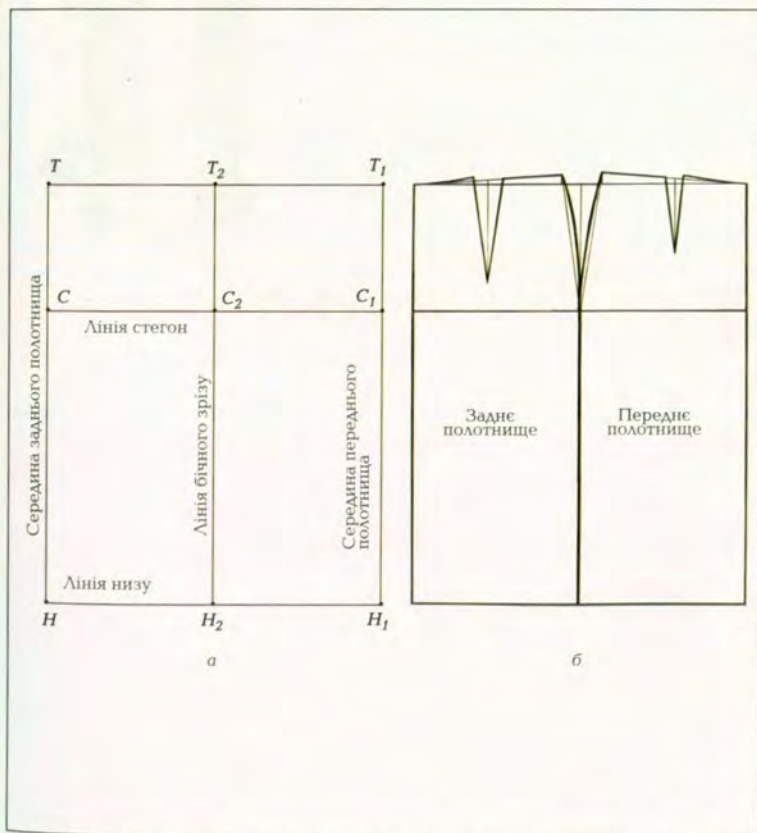 T
T₂
T₁
C
C₂
C₁
Лінія стегон
Середина заднього полотнища
Лінія бічного зрізу
Середина переднього
полотнища
Лінія низу
H
H₂
H₁
а
Заднє
полотнище
Переднє
полотнище
б